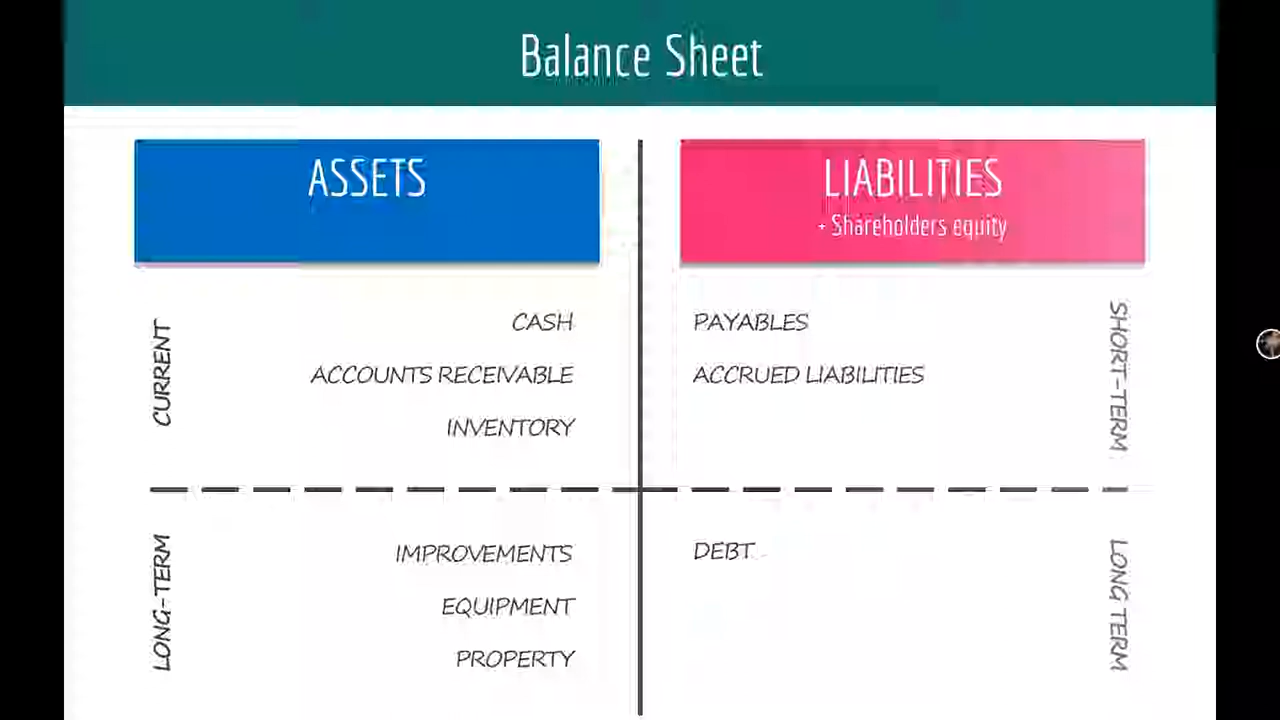 Balance Sheet
ASSETS
LIABILITIES
+ Shareholders equity
CURRENT
CASH
ACCOUNTS RECEIVABLE
INVENTORY
PAYABLES
ACCRUED LIABILITIES
SHORT-TERM
LONG-TERM
IMPROVEMENTS
EQUIPMENT
PROPERTY
DEBT
LONG TERM